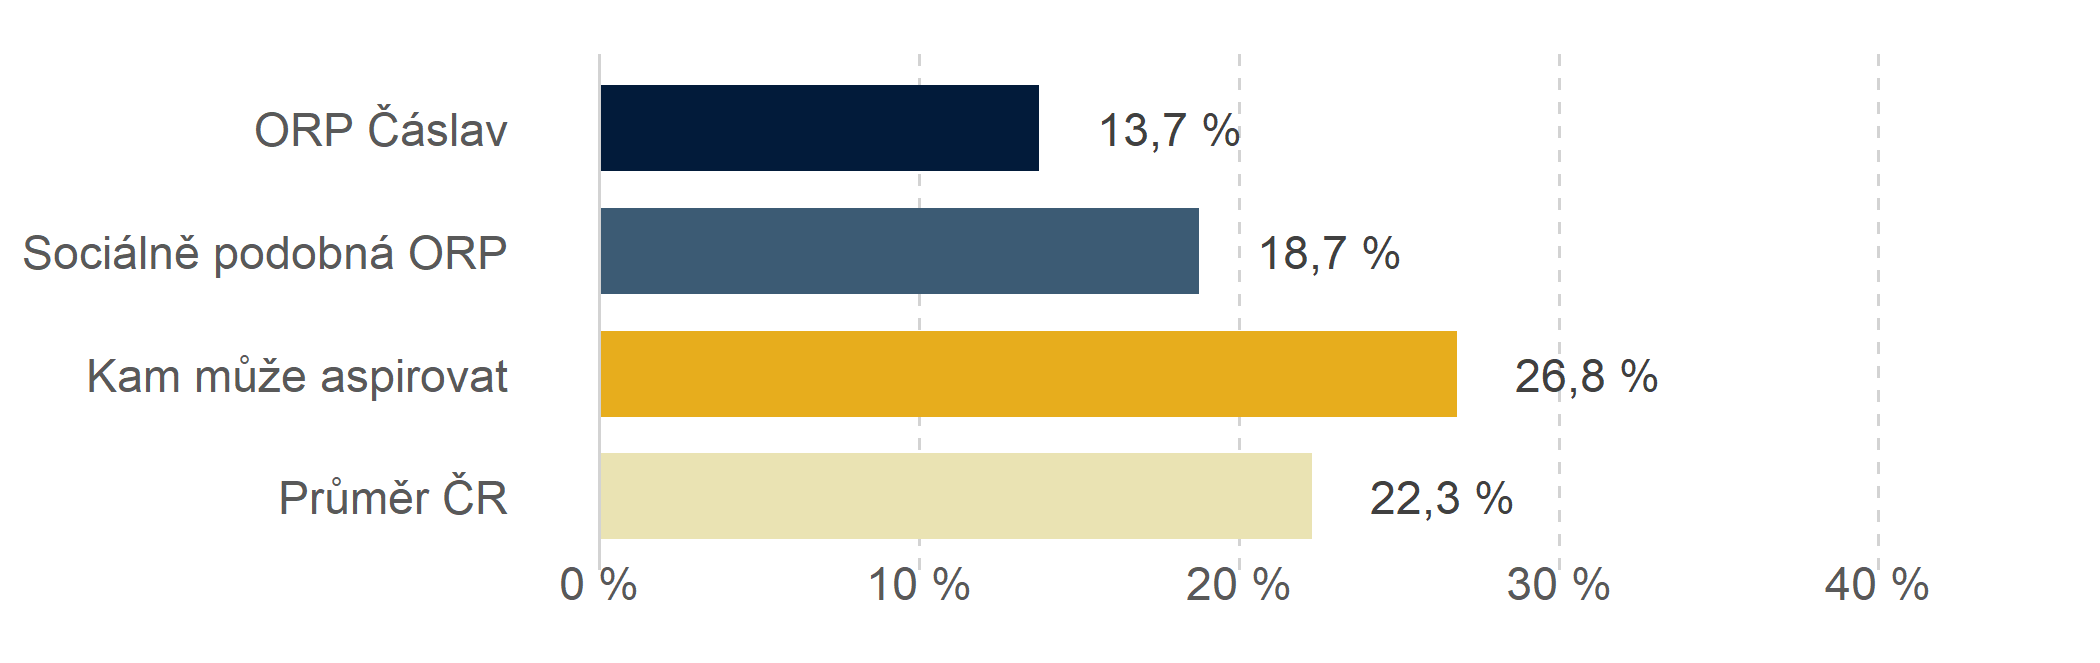 ORP Čáslav 13,7 %
Sociálně podobná ORP 18,7 %
Kam může aspirovat 26,8 %
Průměr ČR 22,3 %
0 % 10 % 20 % 30 % 40 %